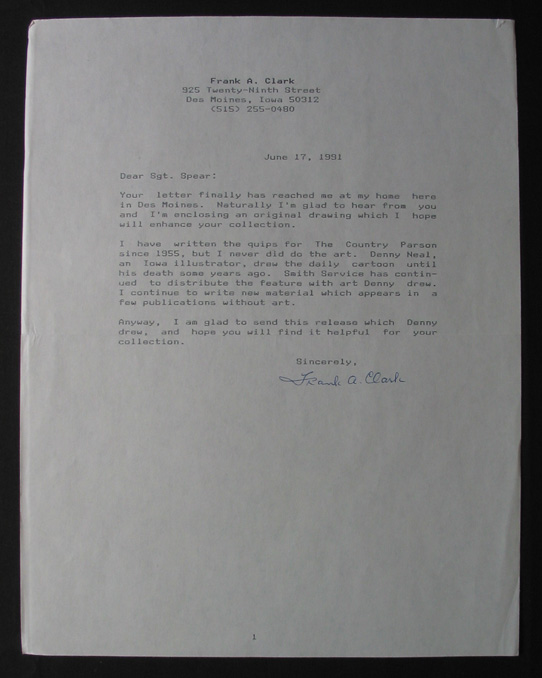 Frank A. Clark
925 Twenty-Ninth Street
Des Moines, Iowa 50312
(515) 255-0480
June 17, 1991
Dear Sgt. Spear:
Your letter finally has reached me at my home here
in Des Moines. Naturally I'm glad to hear from you
and I'm enclosing an original drawing which I hope
will enhance your collection.
I have written the quips for The Country Parson
since 1955, but I never did do the art. Denny Neal,
an Iowa illustrator, drew the daily cartoon until
his death some years ago. Smith Service has contin-
ued to distribute the feature with art Denny drew.
I continue to write new material which appears in a
few publications without art.
Anyway, I am glad to send this release which Denny
drew, and hope you will find it helpful for your
collection.
Sincerely,
Frank A. Clark
1